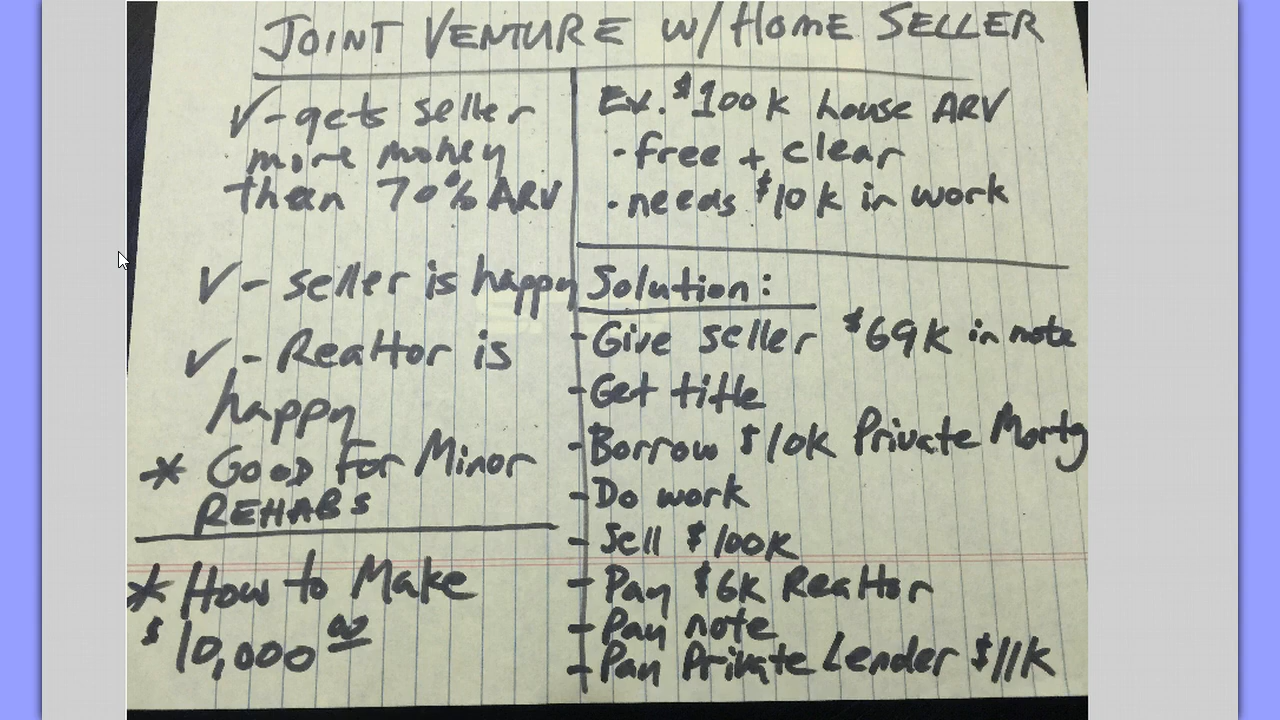 JOINT VENTURE W/ HOME SELLER
✓- gets seller
more money
than 70% ARV
✓- seller is happy
✓- Realtor is
happy
* GOOD FOR MINOR
REHABS
* How to Make
$10,000 00
Ex. $100k house ARV
• free + clear
• needs $10k in work
Solution:
- Give seller $69k in note
- Get title
- Borrow $10k Private Mortg
- Do work
- Sell $100k
- Pay $6k Realtor
- Pay note
- Pay Private Lender $11k